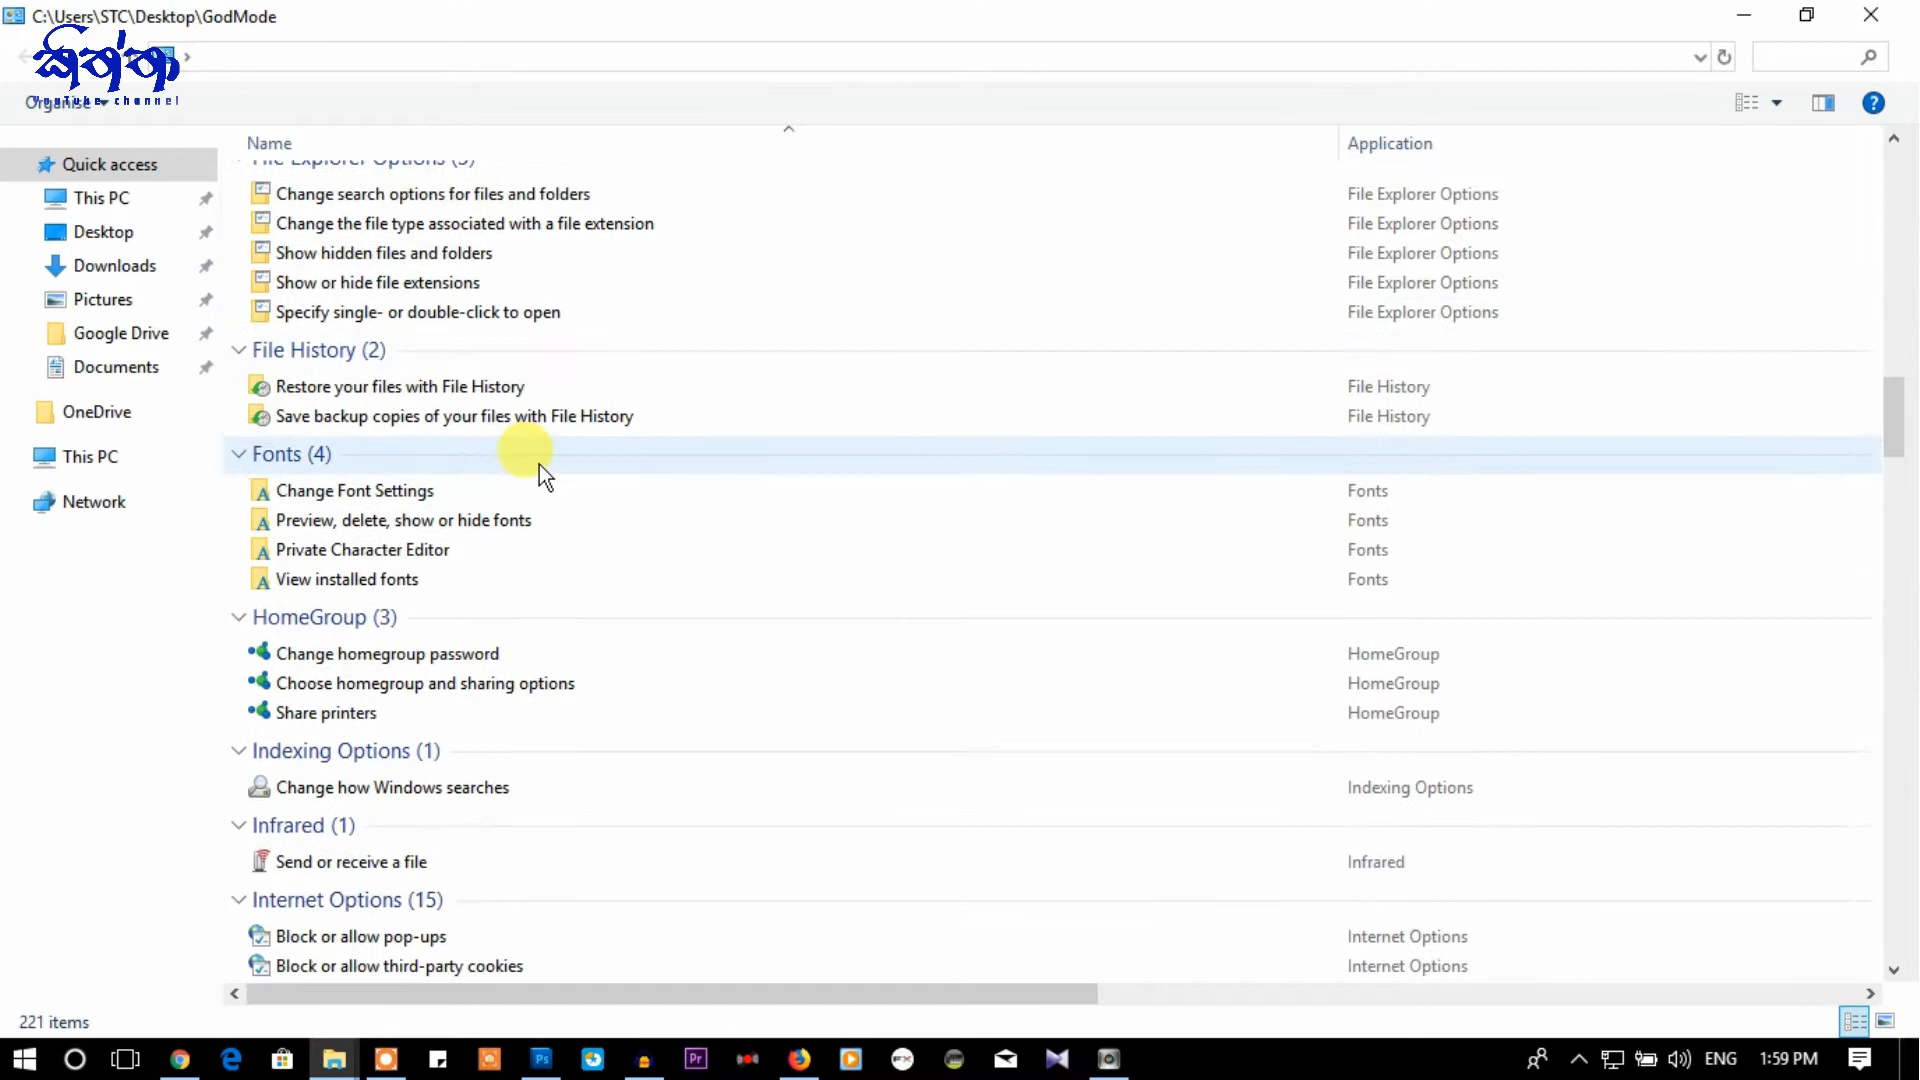 C:\Users\STC\Desktop\GodMode
YouTube channel
Organise
Name
Application
Quick access
This PC
Desktop
Downloads
Pictures
Google Drive
Documents
OneDrive
This PC
Network
File Explorer Options (5)
Change search options for files and folders File Explorer Options
Change the file type associated with a file extension File Explorer Options
Show hidden files and folders File Explorer Options
Show or hide file extensions File Explorer Options
Specify single- or double-click to open File Explorer Options
File History (2)
Restore your files with File History File History
Save backup copies of your files with File History File History
Fonts (4)
Change Font Settings Fonts
Preview, delete, show or hide fonts Fonts
Private Character Editor Fonts
View installed fonts Fonts
HomeGroup (3)
Change homegroup password HomeGroup
Choose homegroup and sharing options HomeGroup
Share printers HomeGroup
Indexing Options (1)
Change how Windows searches Indexing Options
Infrared (1)
Send or receive a file Infrared
Internet Options (15)
Block or allow pop-ups Internet Options
Block or allow third-party cookies Internet Options
221 items
ENG 1:59 PM